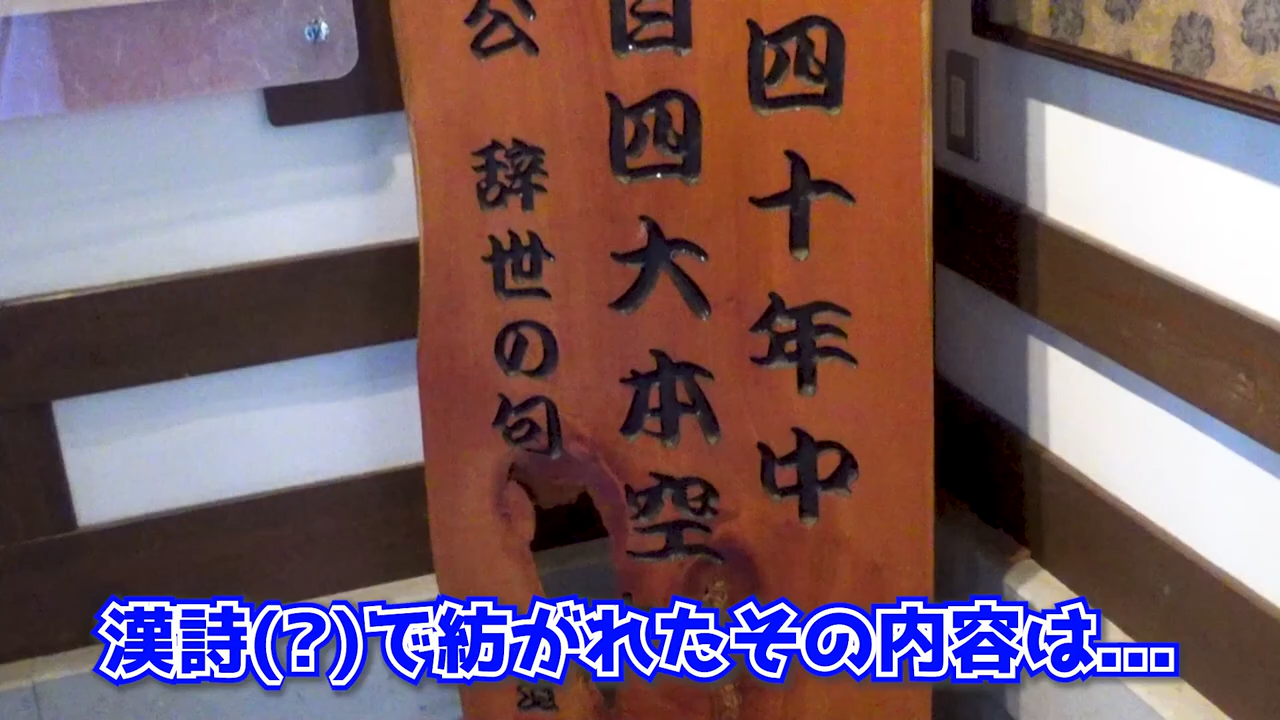 四十年中
自四大本空
公 辞世の句
漢詩(?)で紡がれたその内容は...